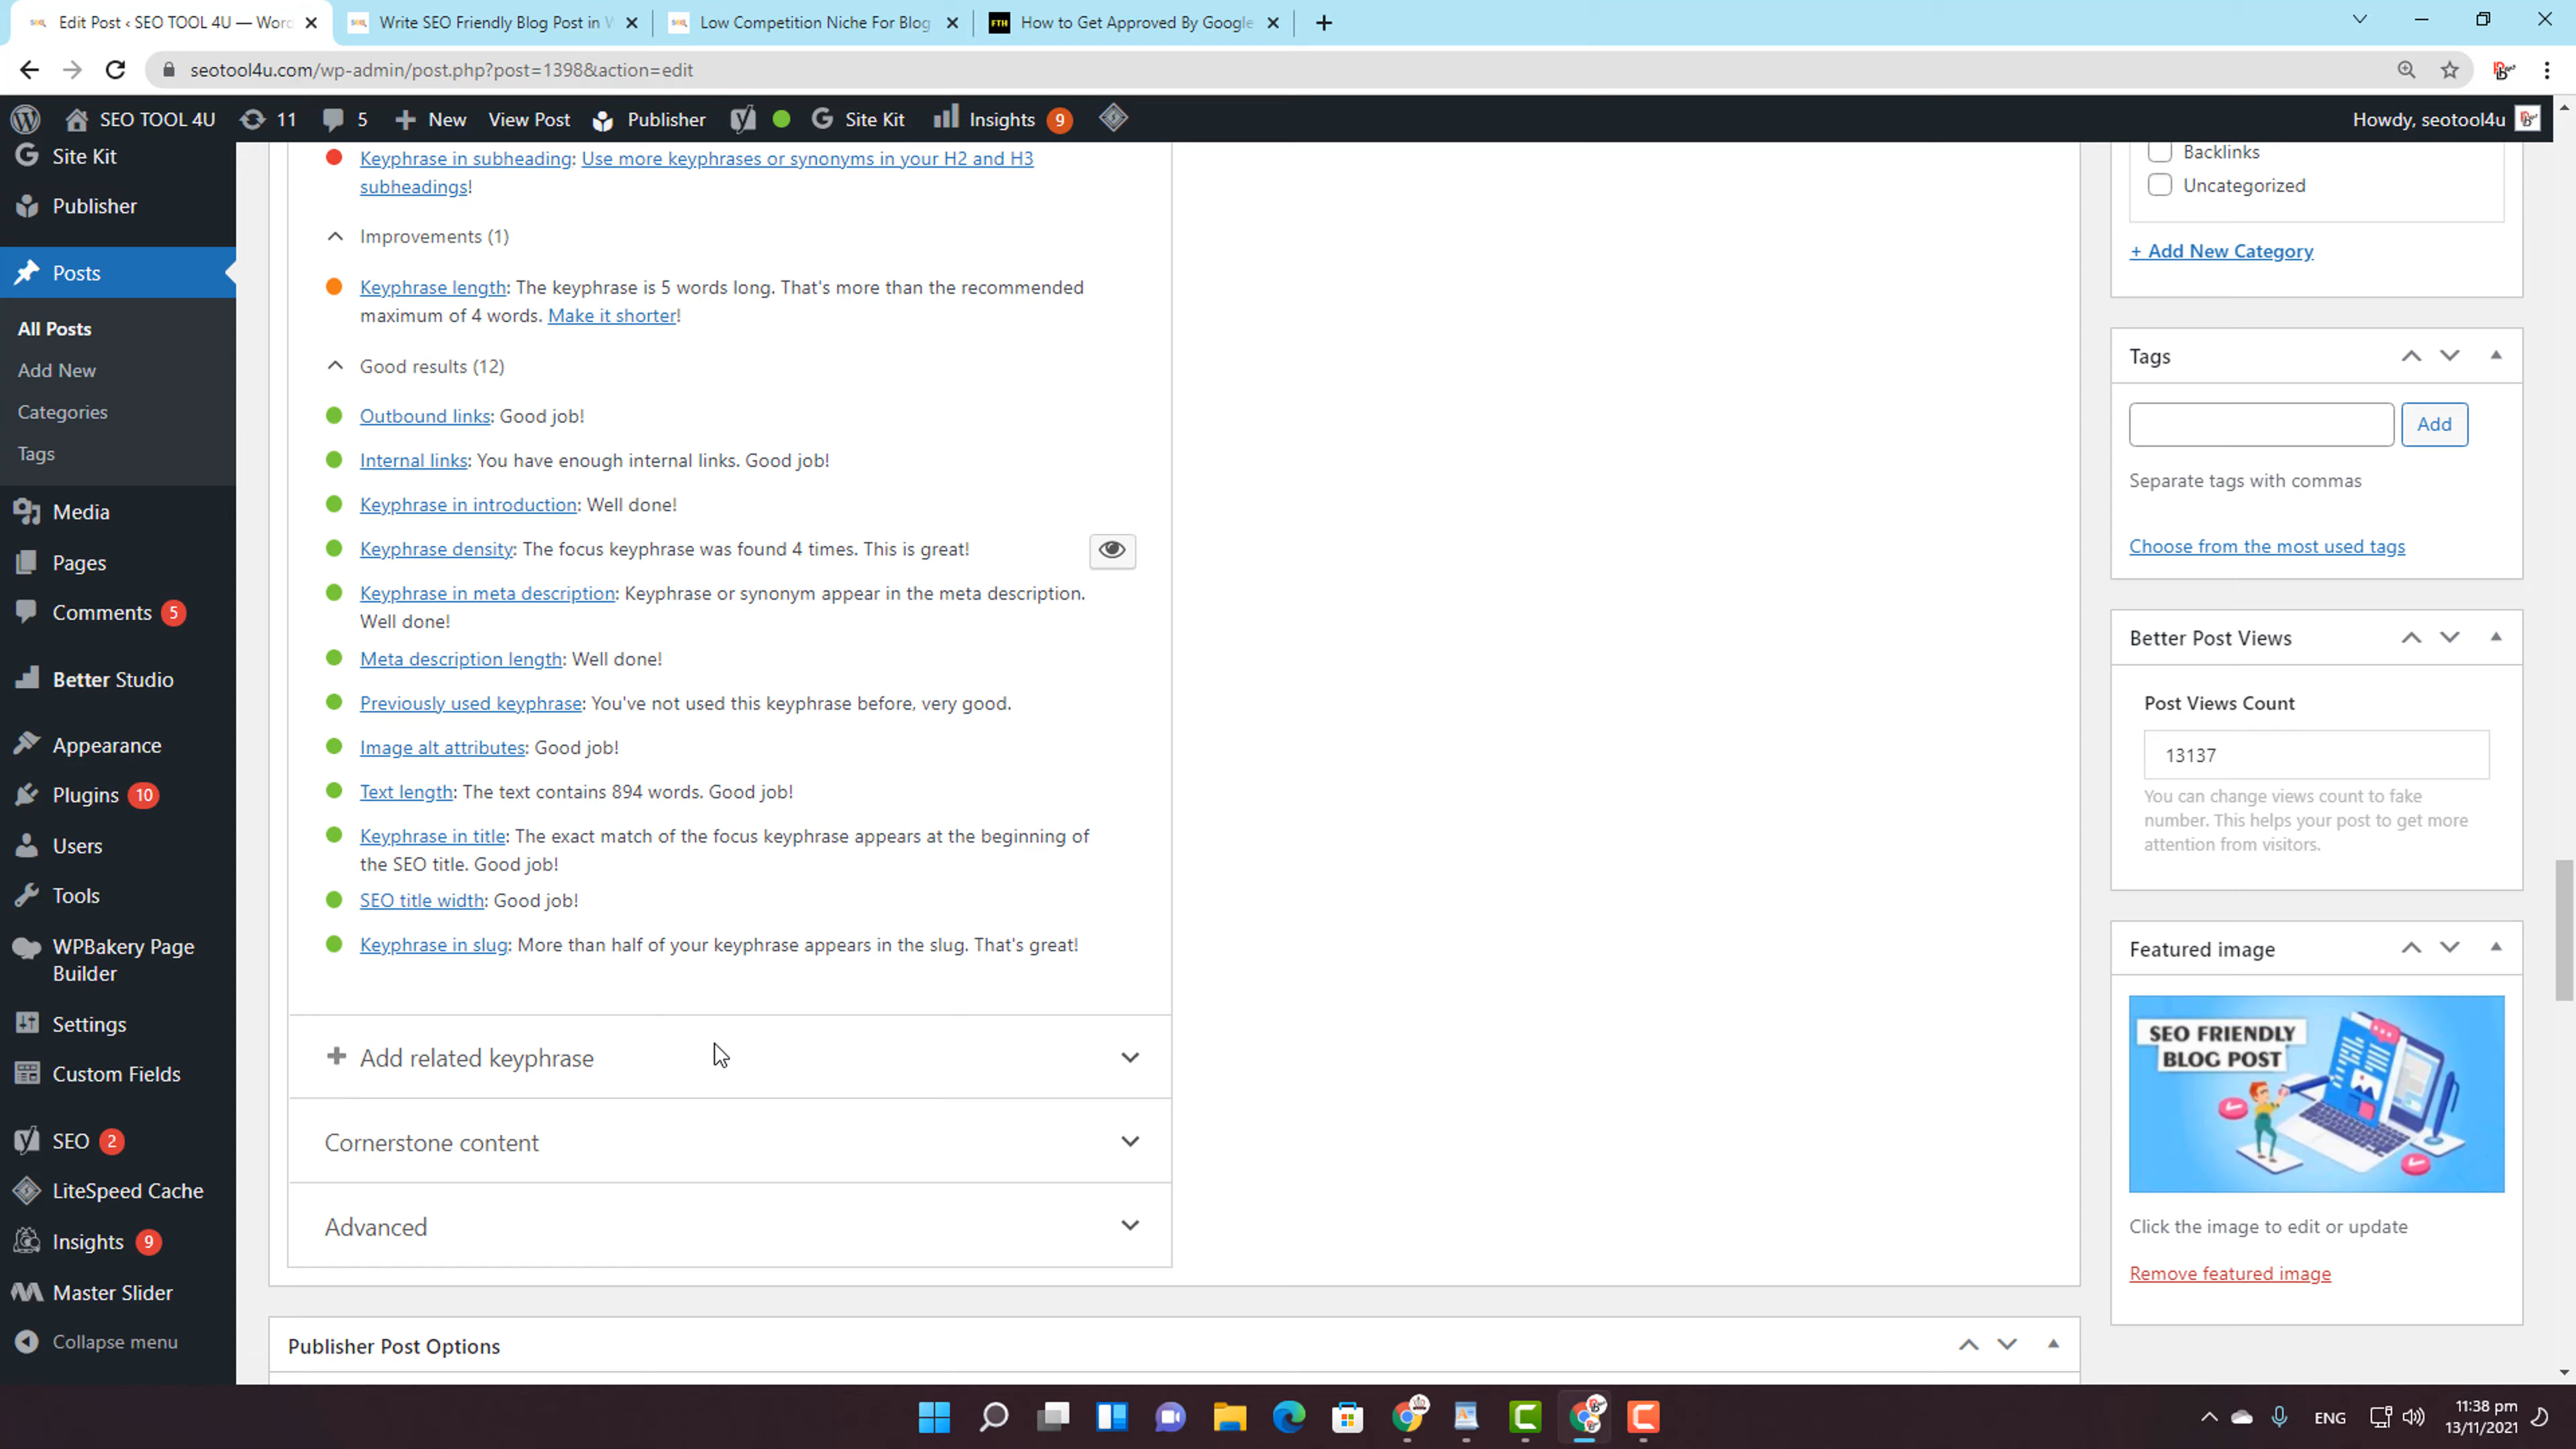 Edit Post ‹ SEO TOOL 4U — Word
Write SEO Friendly Blog Post in W
Low Competition Niche For Blog
FTH
How to Get Approved By Google
seotool4u.com/wp-admin/post.php?post=1398&action=edit
SEO TOOL 4U
11
5
New
View Post
Publisher
Site Kit
Insights 9
Howdy, seotool4u
Site Kit
Publisher
Posts
All Posts
Add New
Categories
Tags
Media
Pages
Comments 5
Better Studio
Appearance
Plugins 10
Users
Tools
WPBakery Page
Builder
Settings
Custom Fields
SEO 2
LiteSpeed Cache
Insights 9
Master Slider
Collapse menu
Keyphrase in subheading: Use more keyphrases or synonyms in your H2 and H3
subheadings!
Improvements (1)
Keyphrase length: The keyphrase is 5 words long. That's more than the recommended
maximum of 4 words. Make it shorter!
Good results (12)
Outbound links: Good job!
Internal links: You have enough internal links. Good job!
Keyphrase in introduction: Well done!
Keyphrase density: The focus keyphrase was found 4 times. This is great!
Keyphrase in meta description: Keyphrase or synonym appear in the meta description.
Well done!
Meta description length: Well done!
Previously used keyphrase: You've not used this keyphrase before, very good.
Image alt attributes: Good job!
Text length: The text contains 894 words. Good job!
Keyphrase in title: The exact match of the focus keyphrase appears at the beginning of
the SEO title. Good job!
SEO title width: Good job!
Keyphrase in slug: More than half of your keyphrase appears in the slug. That's great!
Add related keyphrase
Cornerstone content
Advanced
Publisher Post Options
Backlinks
Uncategorized
+ Add New Category
Tags
Add
Separate tags with commas
Choose from the most used tags
Better Post Views
Post Views Count
13137
You can change views count to fake
number. This helps your post to get more
attention from visitors.
Featured image
SEO FRIENDLY
BLOG POST
Click the image to edit or update
Remove featured image
ENG
11:38 pm
13/11/2021